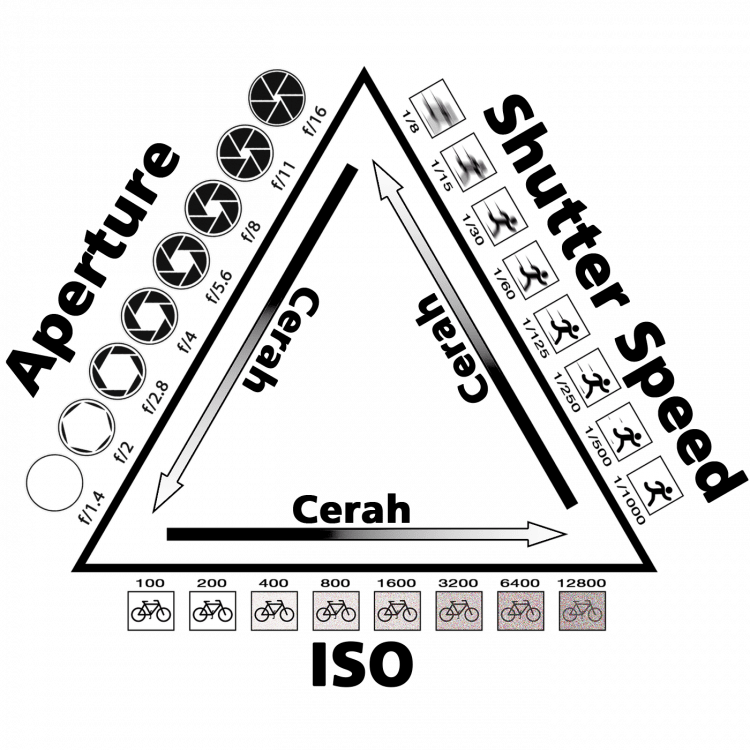 Aperture
f/16
f/11
f/8
f/5.6
f/4
f/2.8
f/2
f/1.4
Shutter Speed
1/8
1/15
1/30
1/60
1/125
1/250
1/500
1/1000
Cerah
Cerah
Cerah
100 200 400 800 1600 3200 6400 12800
ISO